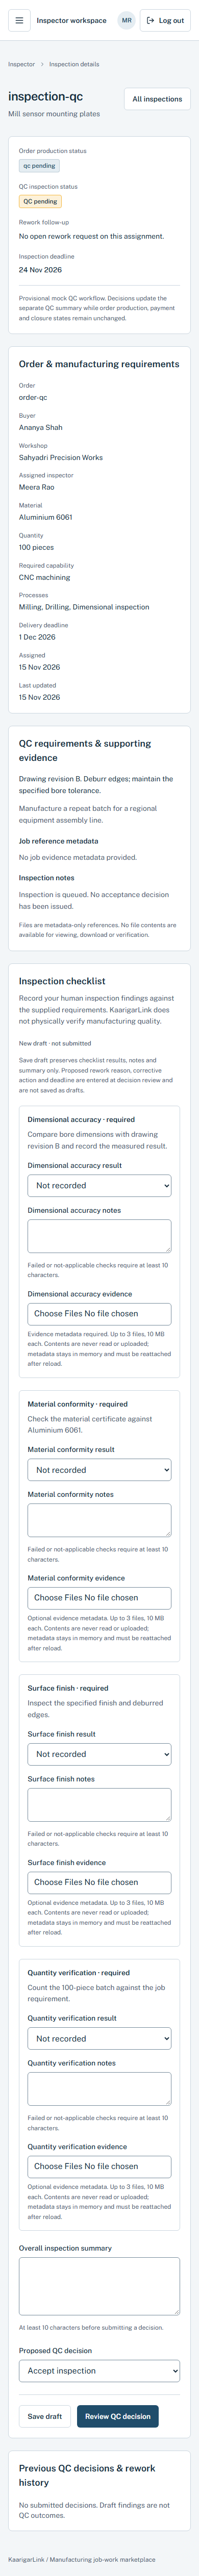 Inspector workspace
MR
Log out
Inspector > Inspection details
inspection-qc
All inspections
Mill sensor mounting plates
Order production status
qc pending
QC inspection status
QC pending
Rework follow-up
No open rework request on this assignment.
Inspection deadline
24 Nov 2026
Provisional mock QC workflow. Decisions update the
separate QC summary while order production, payment
and closure states remain unchanged.
Order & manufacturing requirements
Order
order-qc
Buyer
Ananya Shah
Workshop
Sahyadri Precision Works
Assigned inspector
Meera Rao
Material
Aluminium 6061
Quantity
100 pieces
Required capability
CNC machining
Processes
Milling, Drilling, Dimensional inspection
Delivery deadline
1 Dec 2026
Assigned
15 Nov 2026
Last updated
15 Nov 2026
QC requirements & supporting
evidence
Drawing revision B. Deburr edges; maintain the
specified bore tolerance.
Manufacture a repeat batch for a regional
equipment assembly line.
Job reference metadata
No job evidence metadata provided.
Inspection notes
Inspection is queued. No acceptance decision
has been issued.
Files are metadata-only references. No file contents are
available for viewing, download or verification.
Inspection checklist
Record your human inspection findings against
the supplied requirements. KaarigarLink does
not physically verify manufacturing quality.
New draft · not submitted
Save draft preserves checklist results, notes and
summary only. Proposed rework reason, corrective
action and deadline are entered at decision review and
are not saved as drafts.
Dimensional accuracy · required
Compare bore dimensions with drawing
revision B and record the measured result.
Dimensional accuracy result
Not recorded
Dimensional accuracy notes
Failed or not-applicable checks require at least 10
characters.
Dimensional accuracy evidence
Choose Files No file chosen
Evidence metadata required. Up to 3 files, 10 MB
each. Contents are never read or uploaded;
metadata stays in memory and must be reattached
after reload.
Material conformity · required
Check the material certificate against
Aluminium 6061.
Material conformity result
Not recorded
Material conformity notes
Failed or not-applicable checks require at least 10
characters.
Material conformity evidence
Choose Files No file chosen
Optional evidence metadata. Up to 3 files, 10 MB
each. Contents are never read or uploaded;
metadata stays in memory and must be reattached
after reload.
Surface finish · required
Inspect the specified finish and deburred
edges.
Surface finish result
Not recorded
Surface finish notes
Failed or not-applicable checks require at least 10
characters.
Surface finish evidence
Choose Files No file chosen
Optional evidence metadata. Up to 3 files, 10 MB
each. Contents are never read or uploaded;
metadata stays in memory and must be reattached
after reload.
Quantity verification · required
Count the 100-piece batch against the job
requirement.
Quantity verification result
Not recorded
Quantity verification notes
Failed or not-applicable checks require at least 10
characters.
Quantity verification evidence
Choose Files No file chosen
Optional evidence metadata. Up to 3 files, 10 MB
each. Contents are never read or uploaded;
metadata stays in memory and must be reattached
after reload.
Overall inspection summary
At least 10 characters before submitting a decision.
Proposed QC decision
Accept inspection
Save draft
Review QC decision
Previous QC decisions & rework
history
No submitted decisions. Draft findings are not
QC outcomes.
KaarigarLink / Manufacturing job-work marketplace